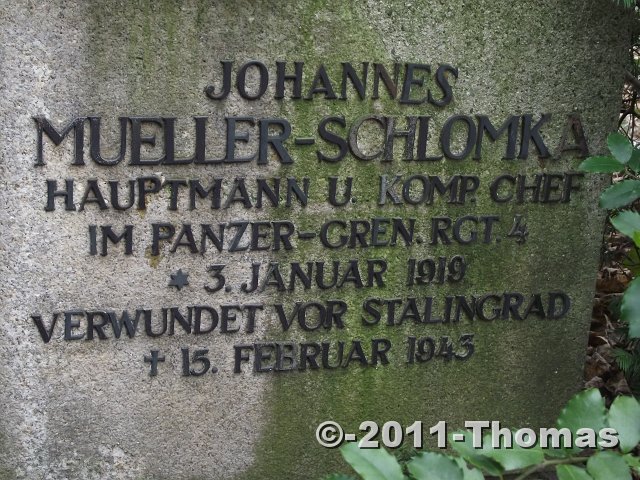 JOHANNES
MUELLER-SCHLOMKA
HAUPTMANN U. KOMP. CHEF
IM PANZER-GREN. RGT. 4
* 3. JANUAR 1919
VERWUNDET VOR STALINGRAD
† 15. FEBRUAR 1943
©-2011-Thomas